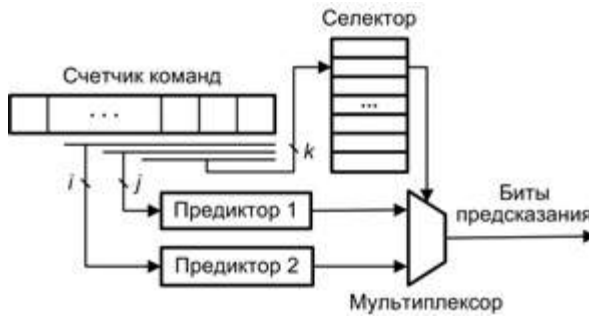 Селектор
Счетчик команд
. . .
...
k
i
j
Предиктор 1
Предиктор 2
Биты
предсказания
Мультиплексор